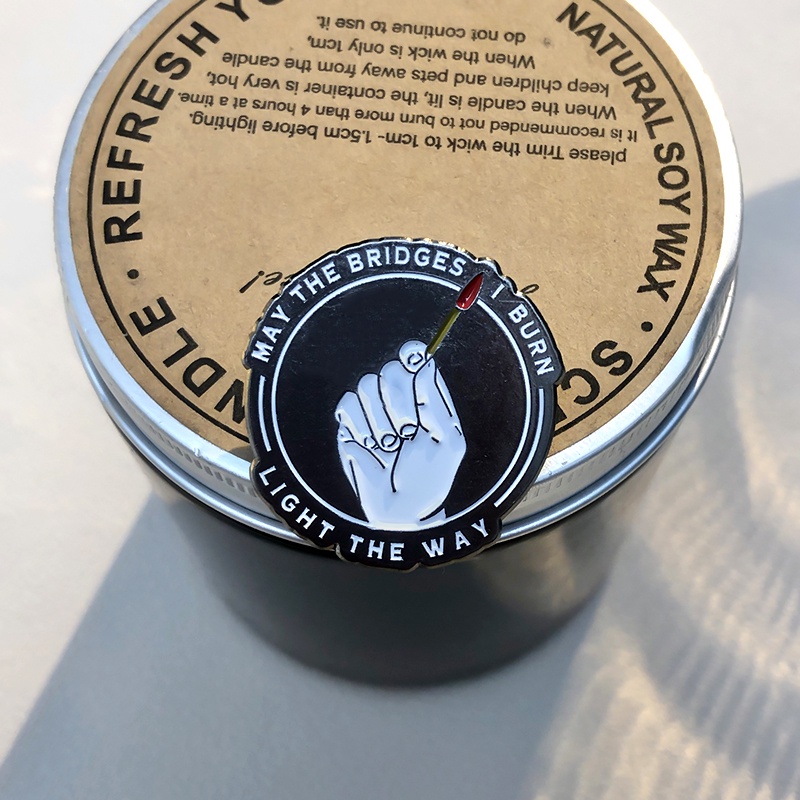 MAY THE BRIDGES I BURN
LIGHT THE WAY
NATURAL SOY WAX ·
NDLE · REFRESH
please Trim the wick to 1cm- 1.5cm before lighting.
It is recommended not to burn more than 4 hours at a time.
When the candle is lit, the container is very hot,
keep children and pets away from the candle
When the wick is only 1cm,
do not continue to use it.